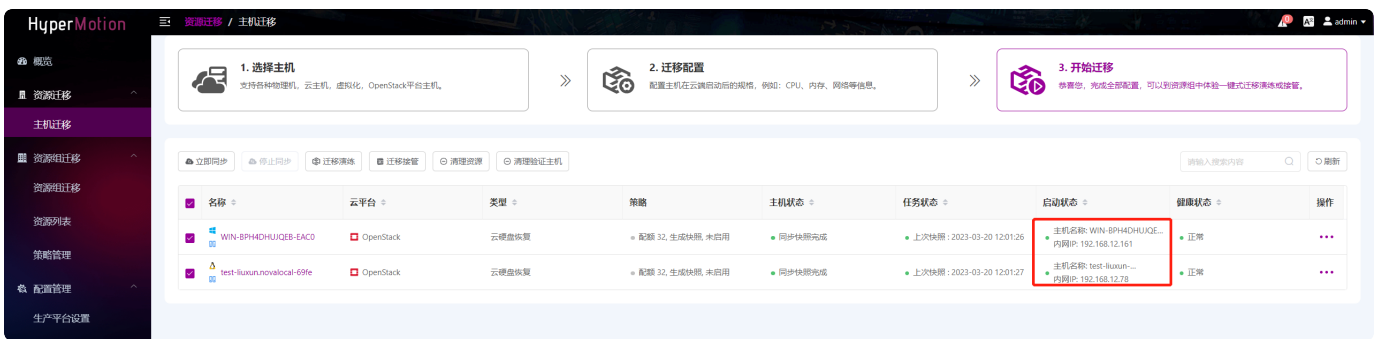 HyperMotion
资源迁移 / 主机迁移
admin
概览
资源迁移
主机迁移
资源组迁移
资源组迁移
资源列表
策略管理
配置管理
生产平台设置
1. 选择主机
支持各种物理机，云主机，虚拟化，OpenStack平台主机。
2. 迁移配置
配置主机在云端启动后的规格，例如：CPU、内存、网络等信息。
3. 开始迁移
恭喜您，完成全部配置，可以到资源组中体验一键式迁移演练或接管。
立即同步 停止同步 迁移演练 迁移接管 清理资源 清理验证主机
请输入搜索内容 刷新
名称 云平台 类型 策略 主机状态 任务状态 启动状态 健康状态 操作
WIN-BPH4DHUJQEB-EAC0 OpenStack 云硬盘恢复 配额 32, 生成快照, 未启用 同步快照完成 上次快照 : 2023-03-20 12:01:26 主机名称: WIN-BPH4DHUJQE... 正常
内网IP: 192.168.12.161
test-liuxun.novalocal-69fe OpenStack 云硬盘恢复 配额 32, 生成快照, 未启用 同步快照完成 上次快照 : 2023-03-20 12:01:27 主机名称: test-liuxun-... 正常
内网IP: 192.168.12.78